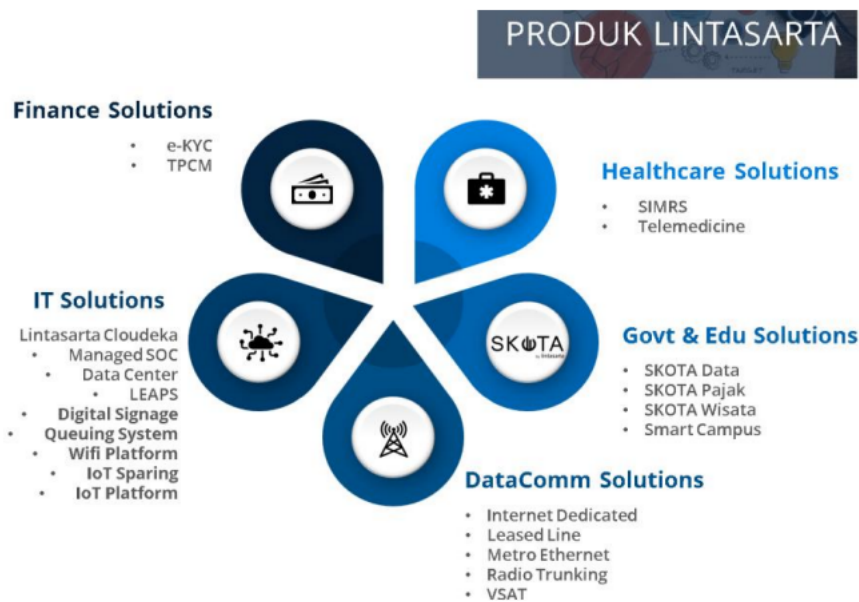 PRODUK LINTASARTA
Finance Solutions
• e-KYC
• TPCM
Healthcare Solutions
• SIMRS
• Telemedicine
IT Solutions
Lintasarta Cloudeka
• Managed SOC
• Data Center
• LEAPS
• Digital Signage
• Queuing System
• Wifi Platform
• IoT Sparing
• IoT Platform
SKOTA
by lintasarta
Govt & Edu Solutions
• SKOTA Data
• SKOTA Pajak
• SKOTA Wisata
• Smart Campus
DataComm Solutions
• Internet Dedicated
• Leased Line
• Metro Ethernet
• Radio Trunking
• VSAT